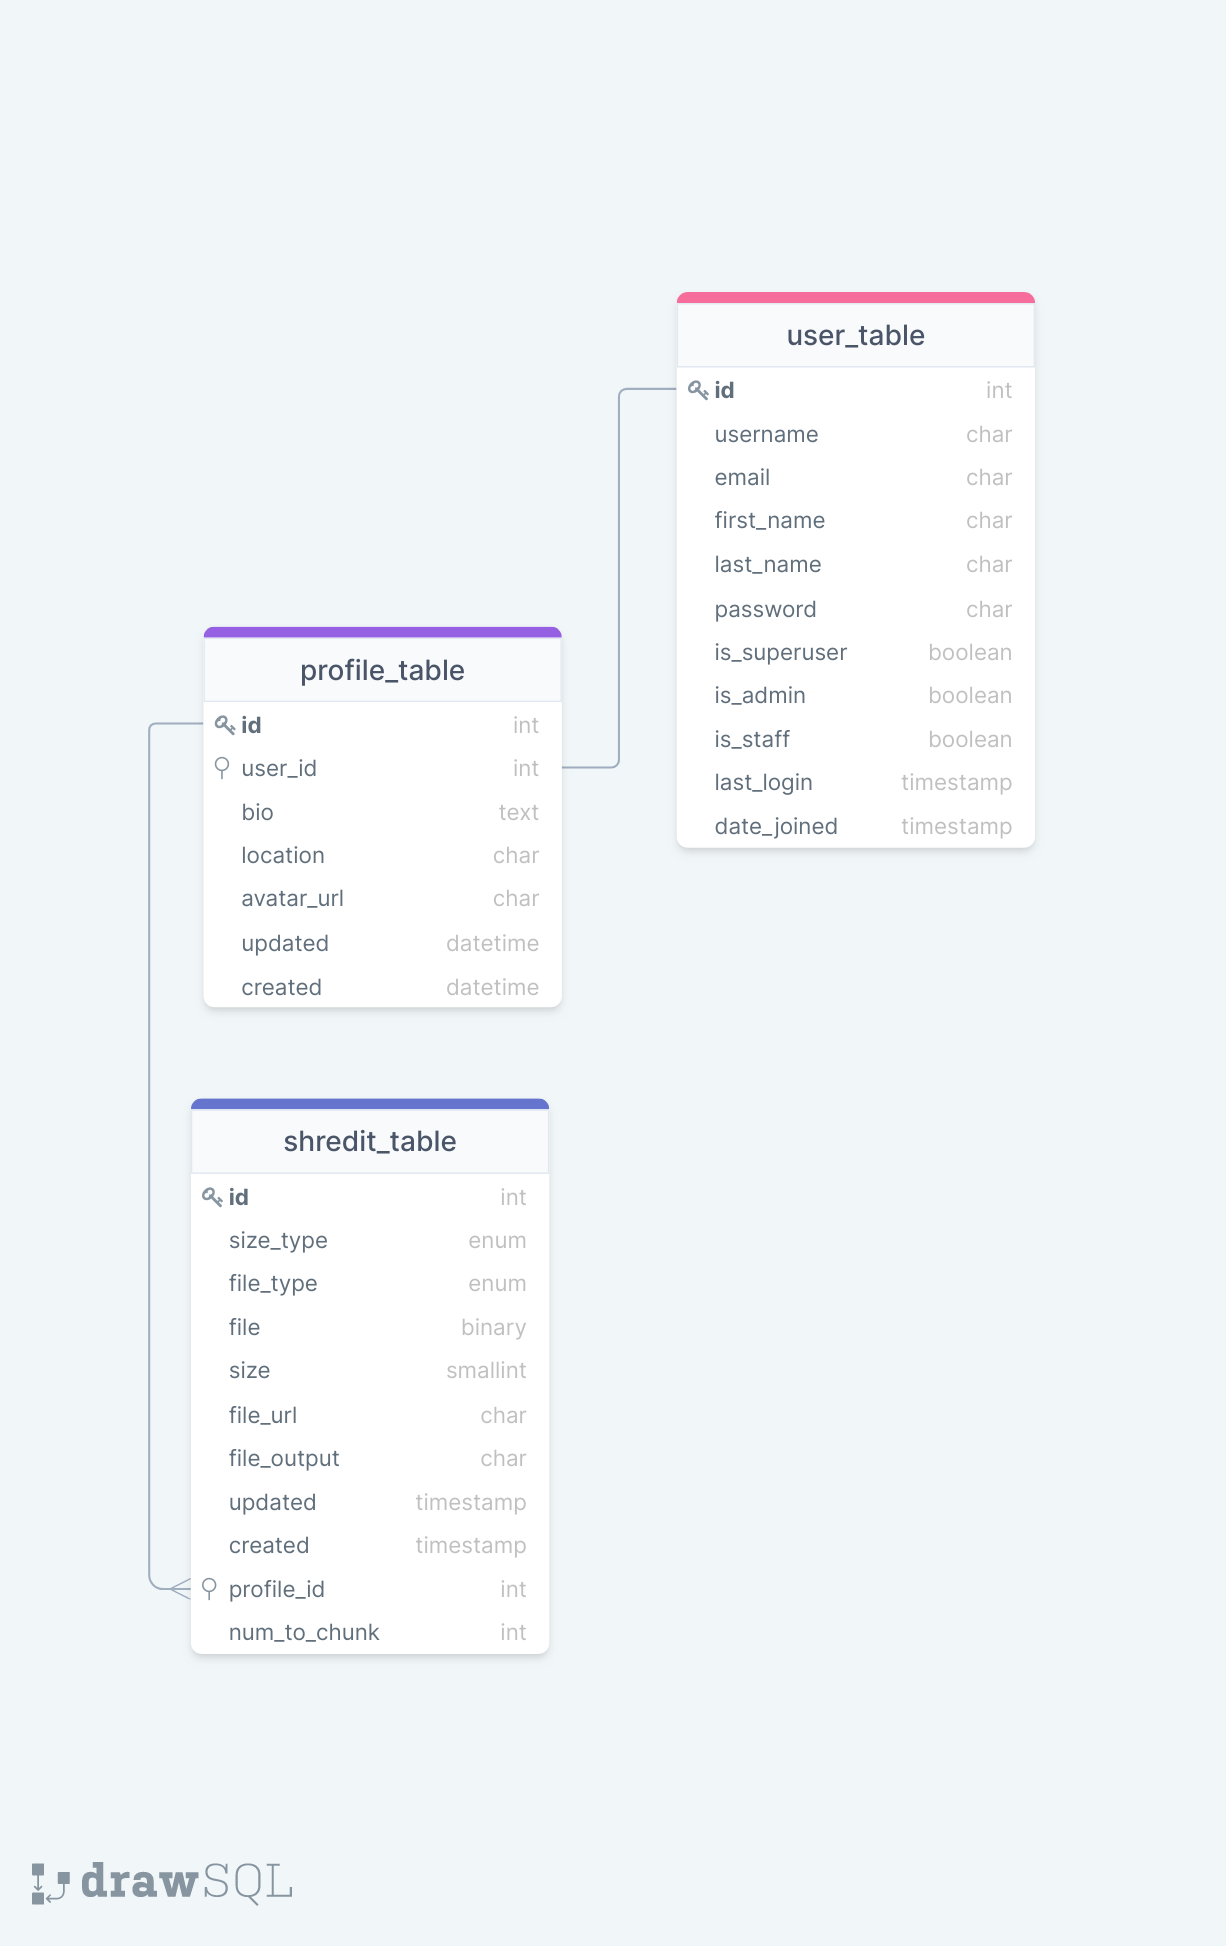 user_table
id int
username char
email char
first_name char
last_name char
password char
is_superuser boolean
is_admin boolean
is_staff boolean
last_login timestamp
date_joined timestamp
profile_table
id int
user_id int
bio text
location char
avatar_url char
updated datetime
created datetime
shredit_table
id int
size_type enum
file_type enum
file binary
size smallint
file_url char
file_output char
updated timestamp
created timestamp
profile_id int
num_to_chunk int
drawSQL